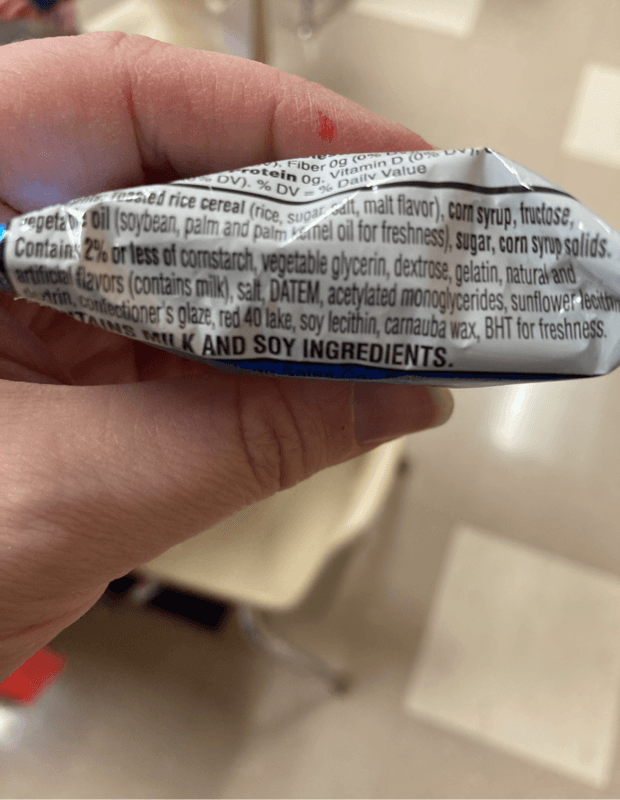 Fiber 0g (0% DV),
Protein 0g, Vitamin D (0% DV),
DV). % DV = % Daily Value
toasted rice cereal (rice, sugar, salt, malt flavor), corn syrup, fructose,
vegetable oil (soybean, palm and palm kernel oil for freshness), sugar, corn syrup solids.
Contains 2% or less of cornstarch, vegetable glycerin, dextrose, gelatin, natural and
artificial flavors (contains milk), salt, DATEM, acetylated monoglycerides, sunflower lecithin,
confectioner's glaze, red 40 lake, soy lecithin, carnauba wax, BHT for freshness.
CONTAINS MILK AND SOY INGREDIENTS.